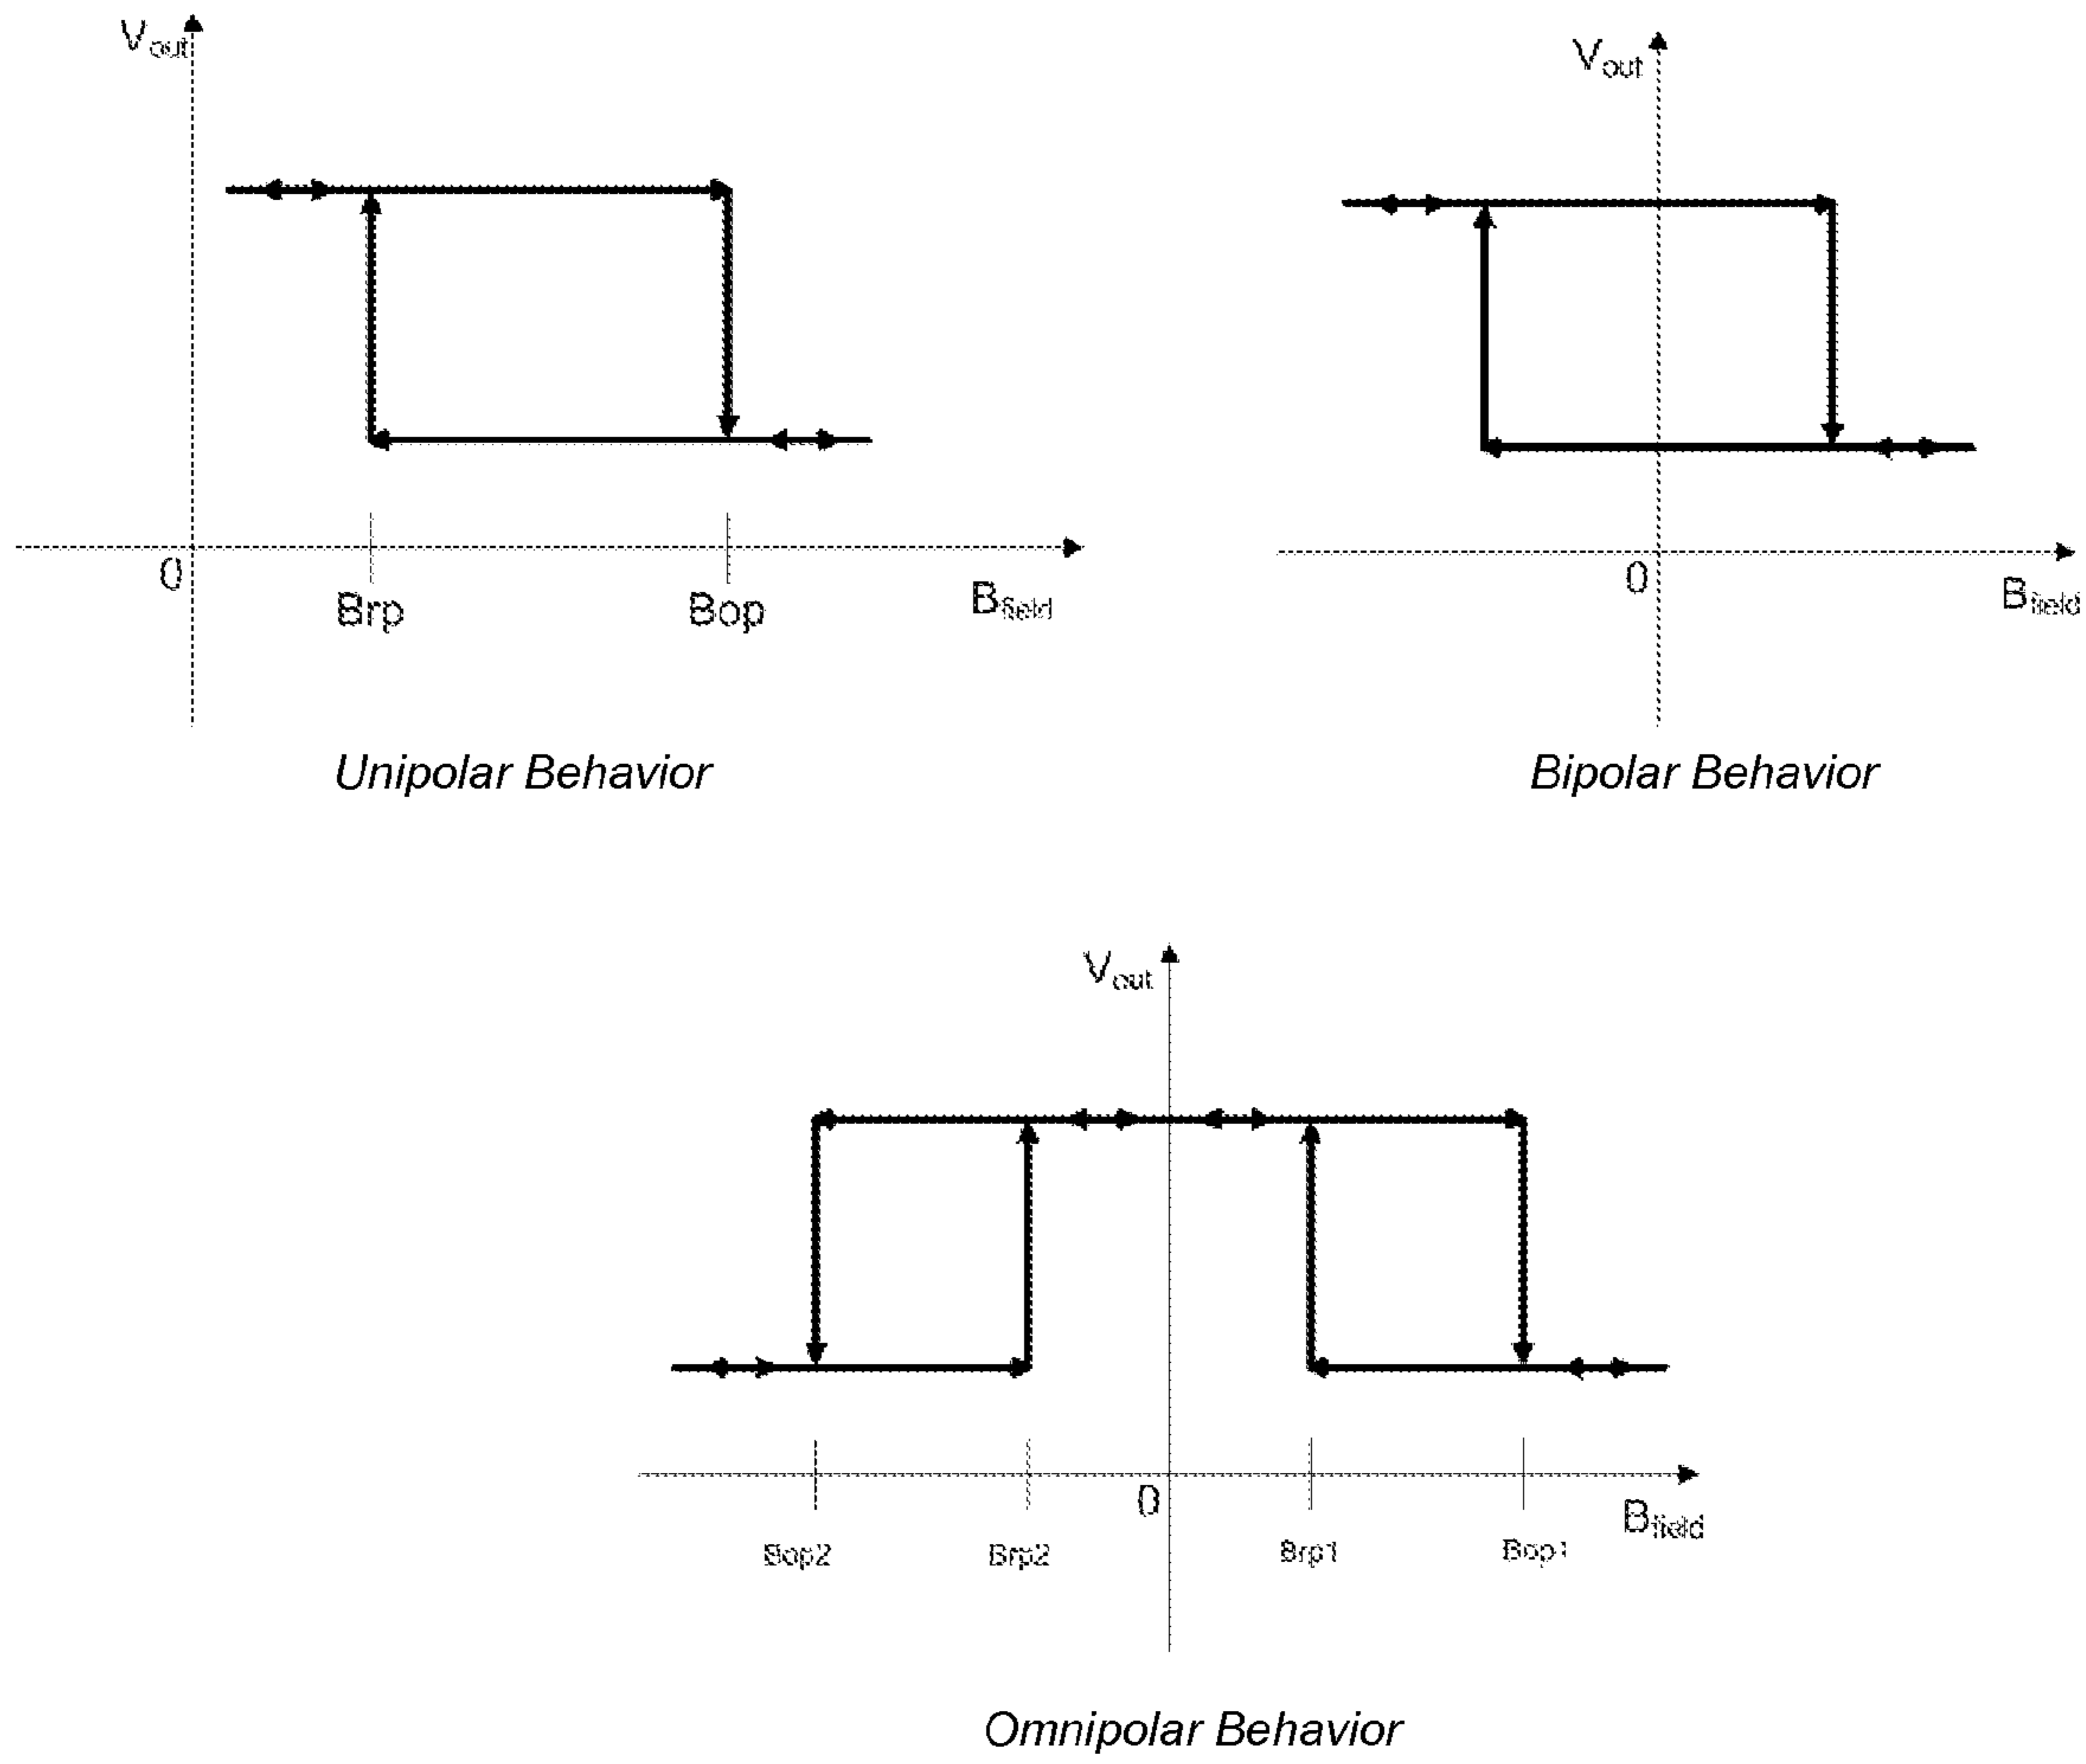 Vout
0
Brp
Bop
Bfield
Unipolar Behavior
Vout
0
Bfield
Bipolar Behavior
Vout
0
Bfield
Bop2
Brp2
Brp1
Bop1
Omnipolar Behavior